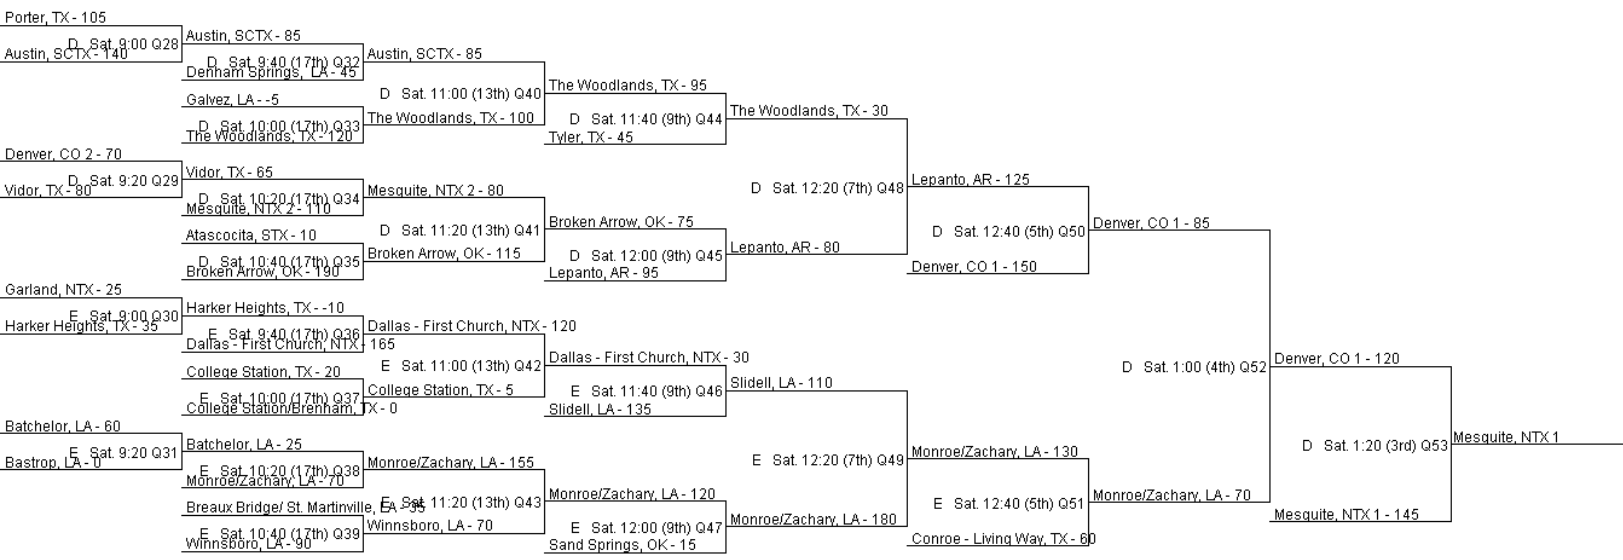 Porter, TX - 105
D Sat. 9:00 Q28
Austin, SCTX - 140
Denver, CO 2 - 70
D Sat. 9:20 Q29
Vidor, TX - 80
Garland, NTX - 25
E Sat. 9:00 Q30
Harker Heights, TX - 35
Batchelor, LA - 60
E Sat. 9:20 Q31
Bastrop, LA - 0
Austin, SCTX - 85
D Sat. 9:40 (17th) Q32
Denham Springs, LA - 45
Galvez, LA - -5
D Sat. 10:00 (17th) Q33
The Woodlands, TX - 120
Vidor, TX - 65
D Sat. 10:20 (17th) Q34
Mesquite, NTX 2 - 110
Atascocita, STX - 10
D Sat. 10:40 (17th) Q35
Broken Arrow, OK - 190
Harker Heights, TX - -10
E Sat. 9:40 (17th) Q36
Dallas - First Church, NTX - 165
College Station, TX - 20
E Sat. 10:00 (17th) Q37
College Station/Brenham, TX - 0
Batchelor, LA - 25
E Sat. 10:20 (17th) Q38
Monroe/Zachary, LA - 70
Breaux Bridge/ St. Martinville, LA - 35
E Sat. 10:40 (17th) Q39
Winnsboro, LA - 90
Austin, SCTX - 85
D Sat. 11:00 (13th) Q40
The Woodlands, TX - 100
Mesquite, NTX 2 - 80
D Sat. 11:20 (13th) Q41
Broken Arrow, OK - 115
Dallas - First Church, NTX - 120
E Sat. 11:00 (13th) Q42
College Station, TX - 5
Monroe/Zachary, LA - 155
E Sat. 11:20 (13th) Q43
Winnsboro, LA - 70
The Woodlands, TX - 95
D Sat. 11:40 (9th) Q44
Tyler, TX - 45
Broken Arrow, OK - 75
D Sat. 12:00 (9th) Q45
Lepanto, AR - 95
Dallas - First Church, NTX - 30
E Sat. 11:40 (9th) Q46
Slidell, LA - 135
Monroe/Zachary, LA - 120
E Sat. 12:00 (9th) Q47
Sand Springs, OK - 15
The Woodlands, TX - 30
D Sat. 12:20 (7th) Q48
Lepanto, AR - 80
Slidell, LA - 110
E Sat. 12:20 (7th) Q49
Monroe/Zachary, LA - 180
Lepanto, AR - 125
D Sat. 12:40 (5th) Q50
Denver, CO 1 - 150
Monroe/Zachary, LA - 130
E Sat. 12:40 (5th) Q51
Conroe - Living Way, TX - 60
Denver, CO 1 - 85
D Sat. 1:00 (4th) Q52
Monroe/Zachary, LA - 70
Denver, CO 1 - 120
D Sat. 1:20 (3rd) Q53
Mesquite, NTX 1 - 145
Mesquite, NTX 1